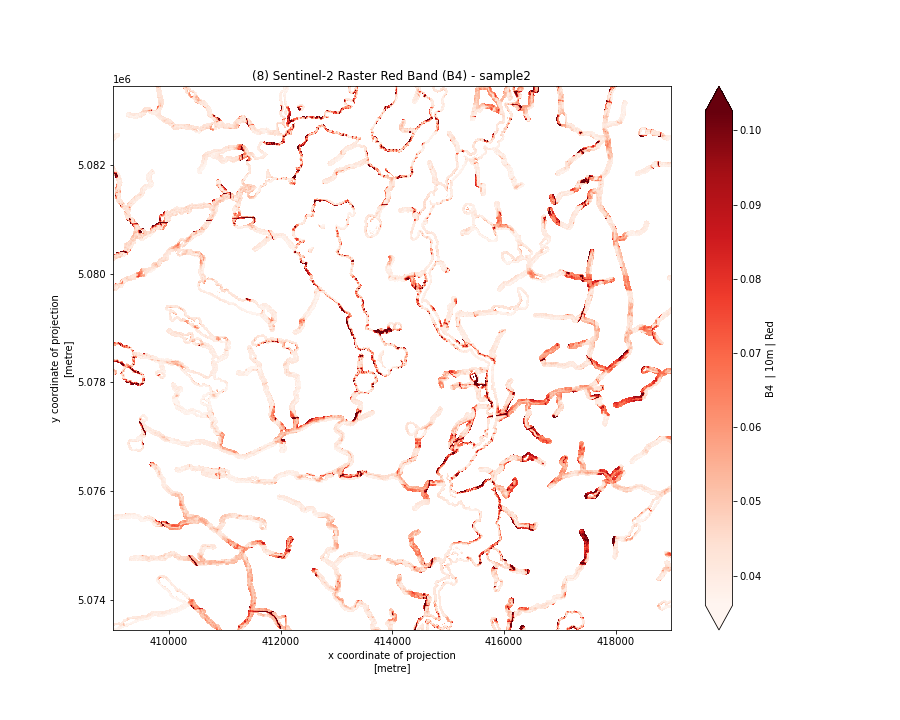 (8) Sentinel-2 Raster Red Band (B4) - sample2
1e6
5.082
5.080
5.078
5.076
5.074
y coordinate of projection
[metre]
410000 412000 414000 416000 418000
x coordinate of projection
[metre]
0.10
0.09
0.08
0.07
0.06
0.05
0.04
B4 | 10m | Red